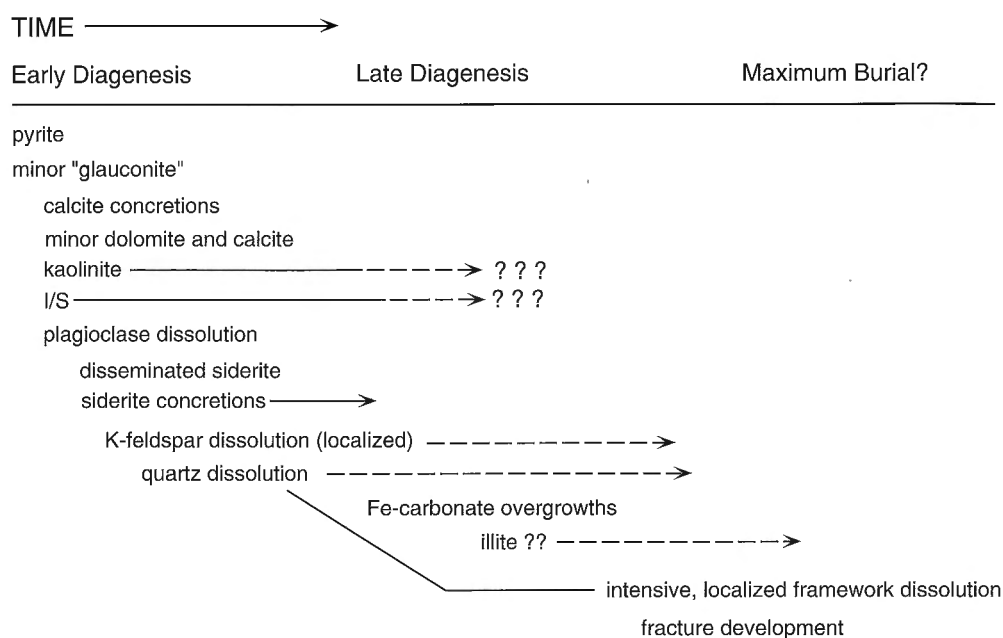 TIME
Early Diagenesis Late Diagenesis Maximum Burial?
pyrite
minor "glauconite"
calcite concretions
minor dolomite and calcite
kaolinite ? ? ?
I/S ? ? ?
plagioclase dissolution
disseminated siderite
siderite concretions
K-feldspar dissolution (localized)
quartz dissolution
Fe-carbonate overgrowths
illite ??
intensive, localized framework dissolution
fracture development